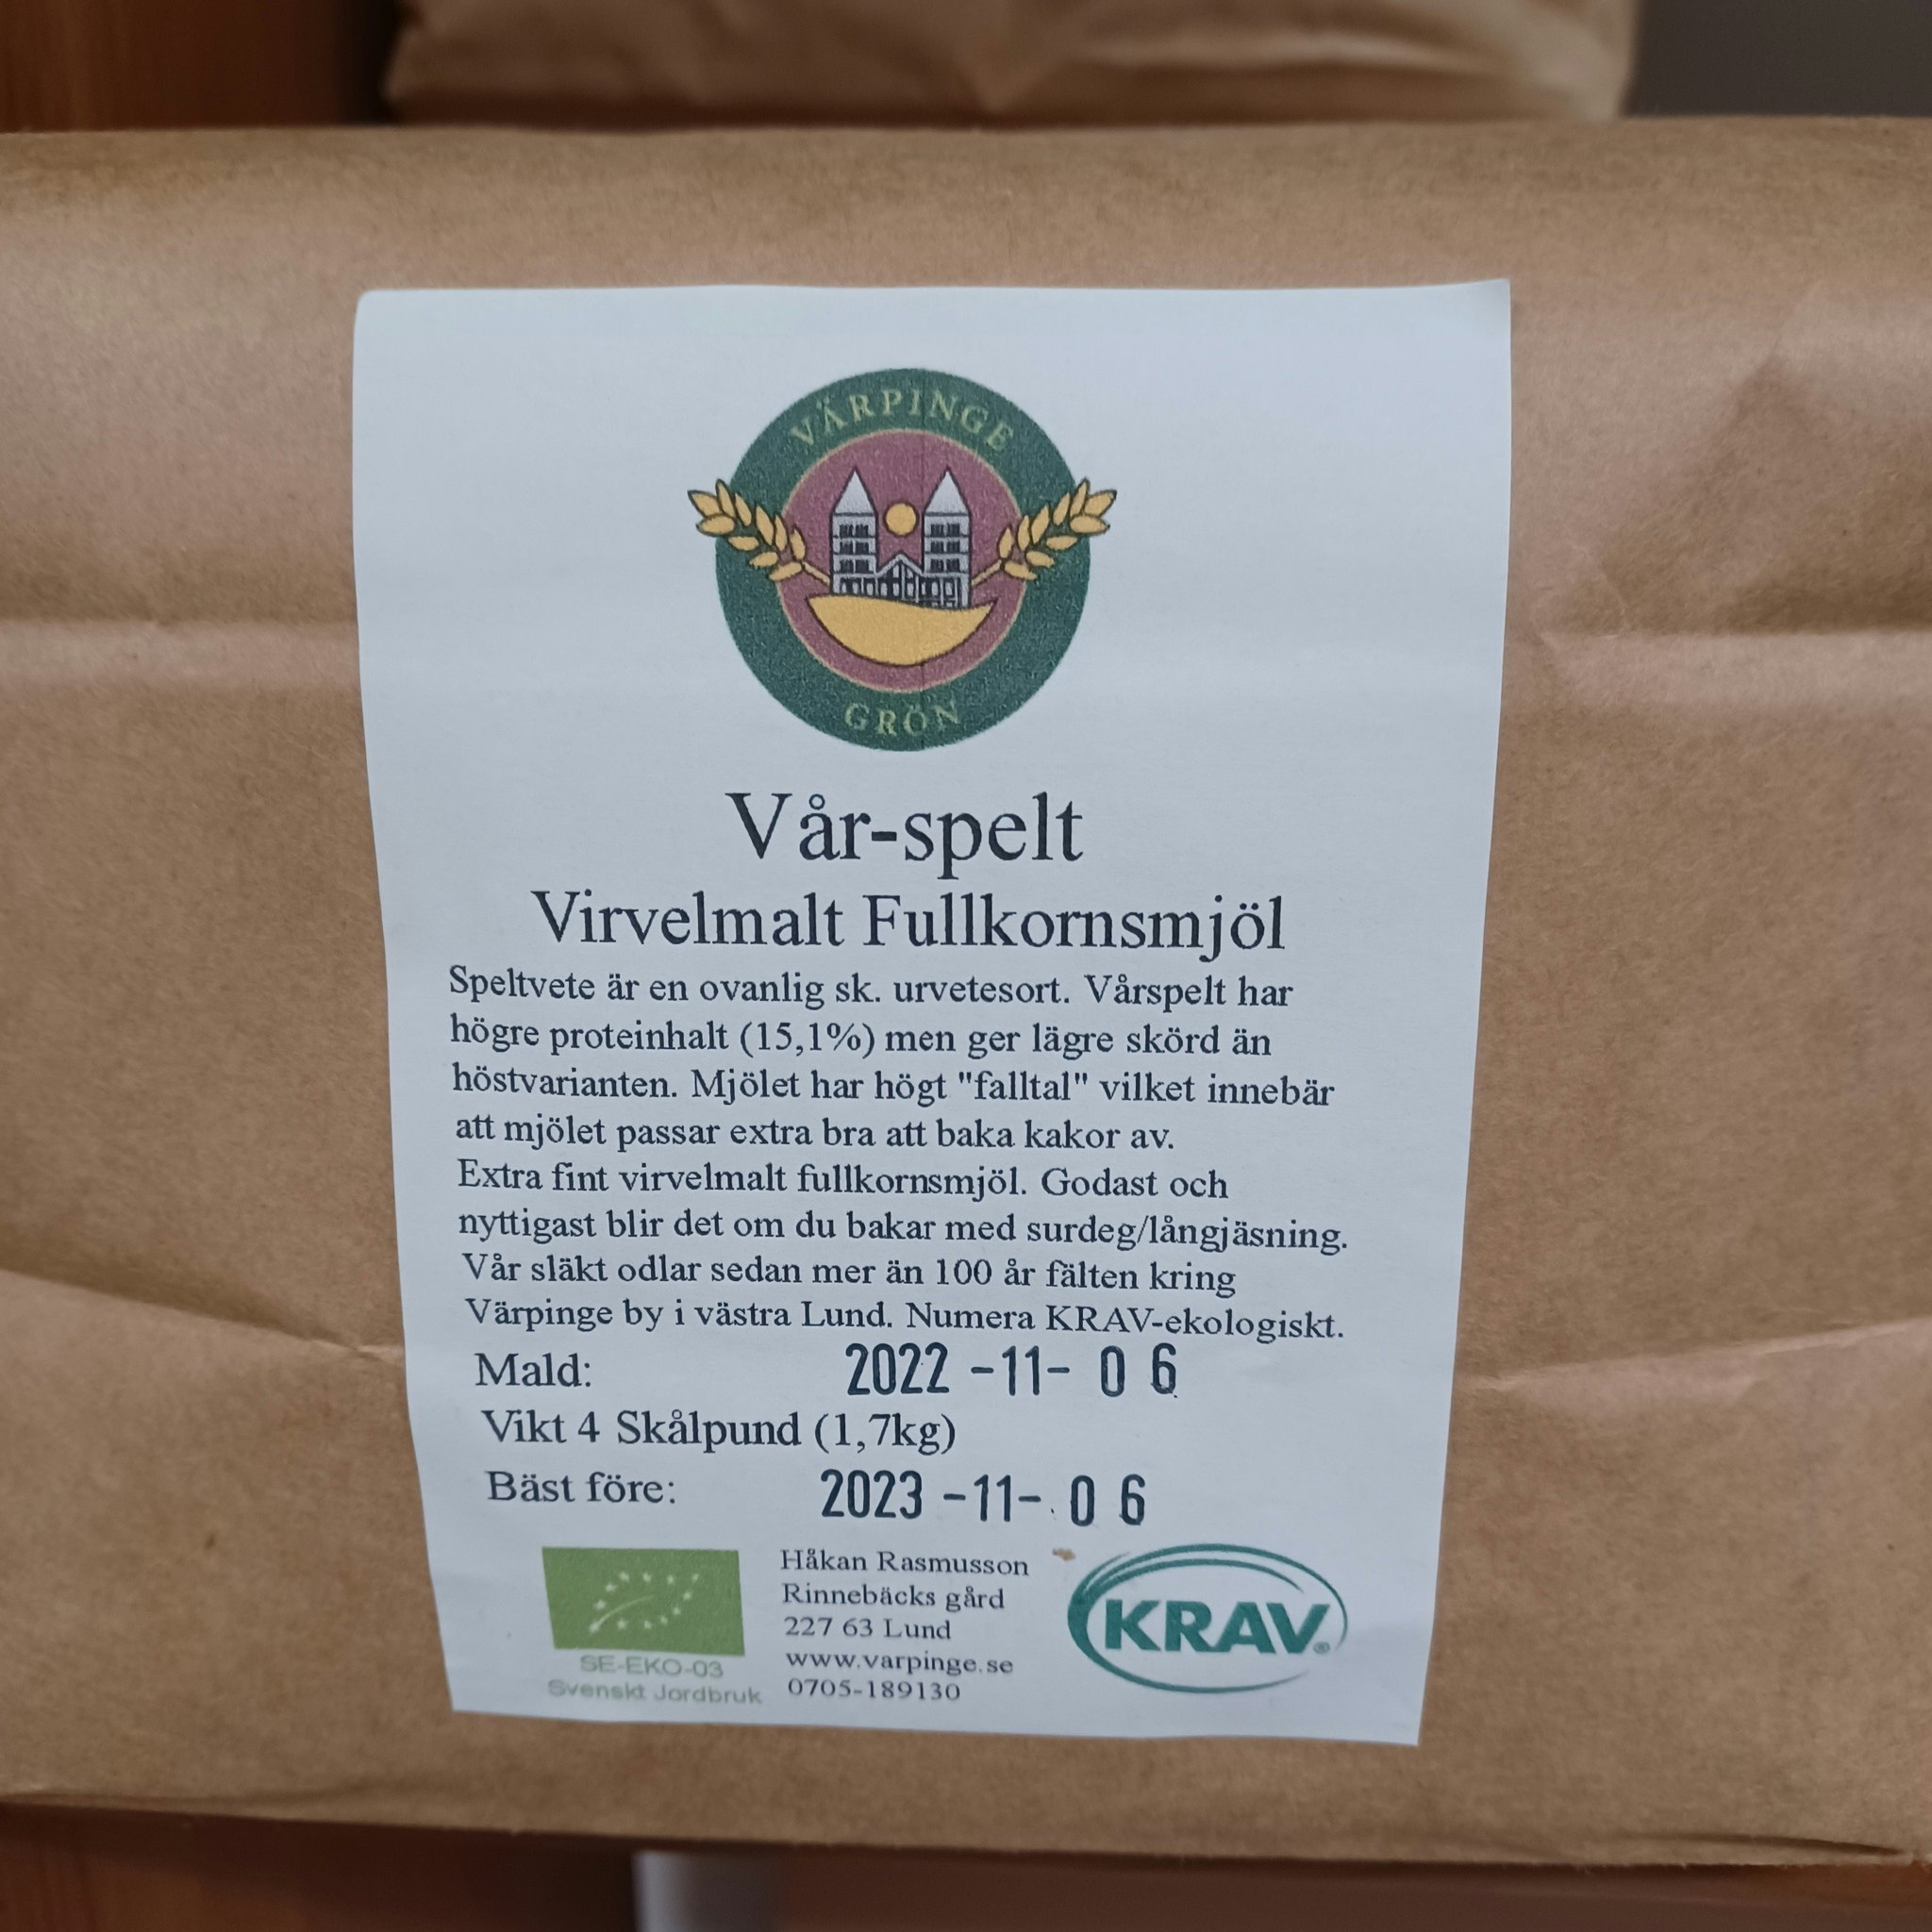 VÄRPINGE
GRÖN
Vår-spelt
Virvelmalt Fullkornsmjöl
Speltvete är en ovanlig sk. urvetesort. Vårspelt har
högre proteinhalt (15,1%) men ger lägre skörd än
höstvarianten. Mjölet har högt "falltal" vilket innebär
att mjölet passar extra bra att baka kakor av.
Extra fint virvelmalt fullkornsmjöl. Godast och
nyttigast blir det om du bakar med surdeg/långjäsning.
Vår släkt odlar sedan mer än 100 år fälten kring
Värpinge by i västra Lund. Numera KRAV-ekologiskt.
Mald: 2022 -11- 0 6
Vikt 4 Skålpund (1,7kg)
Bäst före: 2023 -11- 0 6
SE-EKO-03
Svenskt Jordbruk
Håkan Rasmusson
Rinnebäcks gård
227 63 Lund
www.varpinge.se
0705-189130
KRAV®